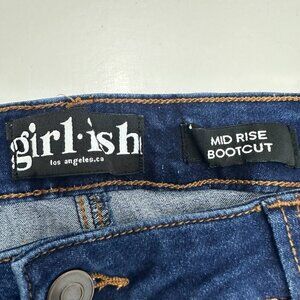 girl·ish
los angeles.ca
MID RISE
BOOTCUT